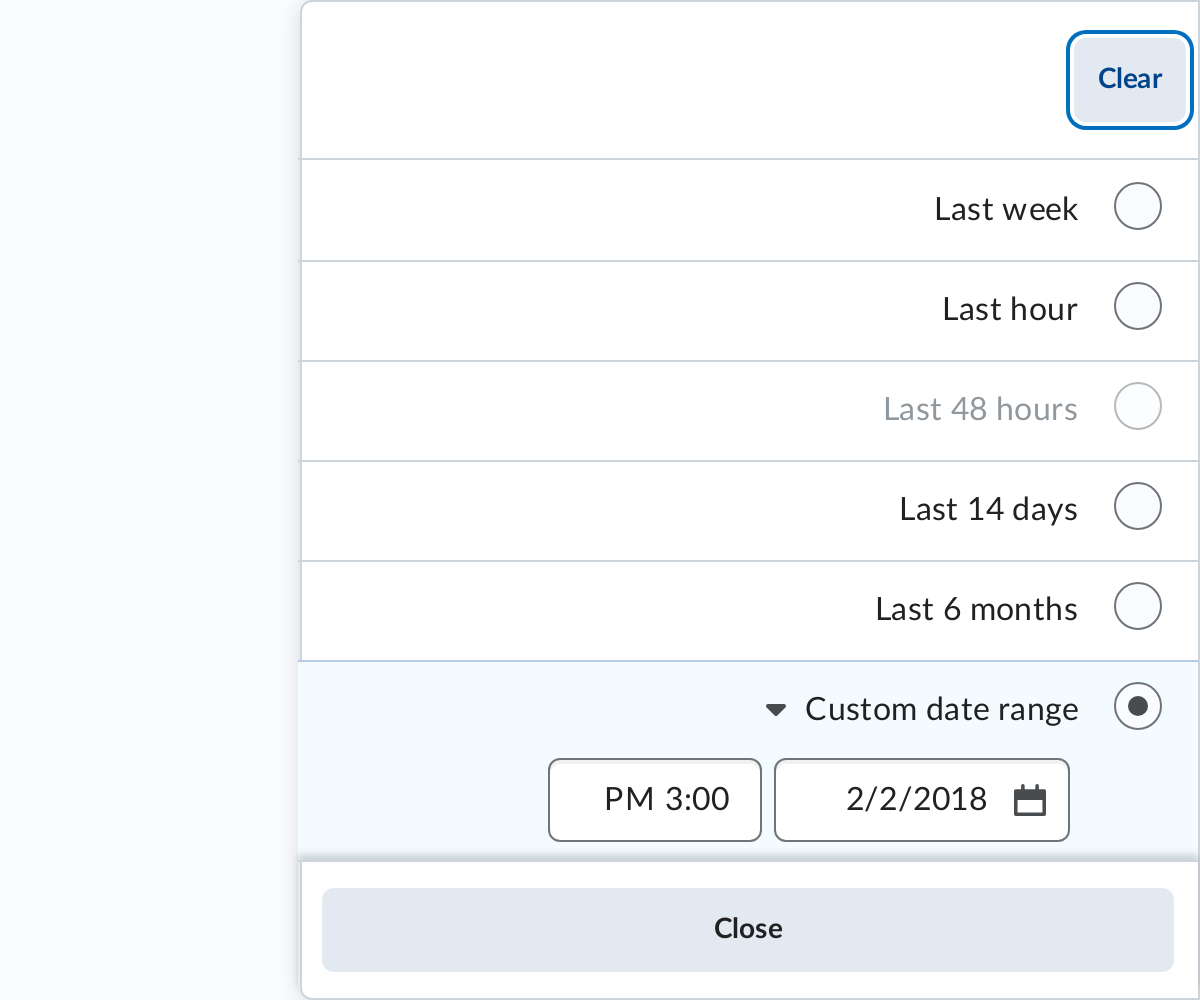 Clear
Last week
Last hour
Last 48 hours
Last 14 days
Last 6 months
Custom date range
2/2/2018 PM 3:00
Close